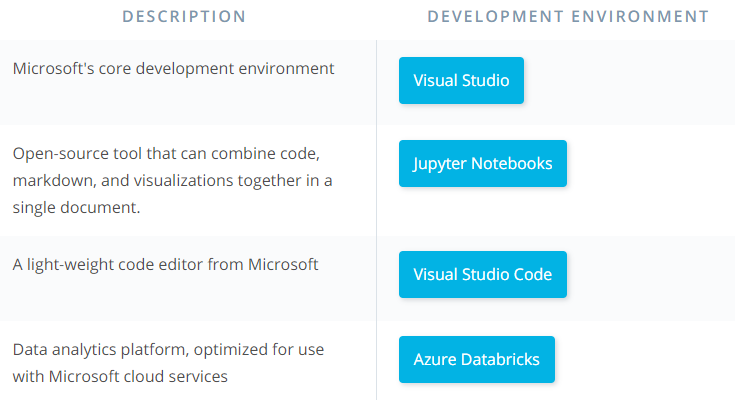 DESCRIPTION DEVELOPMENT ENVIRONMENT
Microsoft's core development environment
Visual Studio
Open-source tool that can combine code,
markdown, and visualizations together in a
single document.
Jupyter Notebooks
A light-weight code editor from Microsoft
Visual Studio Code
Data analytics platform, optimized for use
with Microsoft cloud services
Azure Databricks